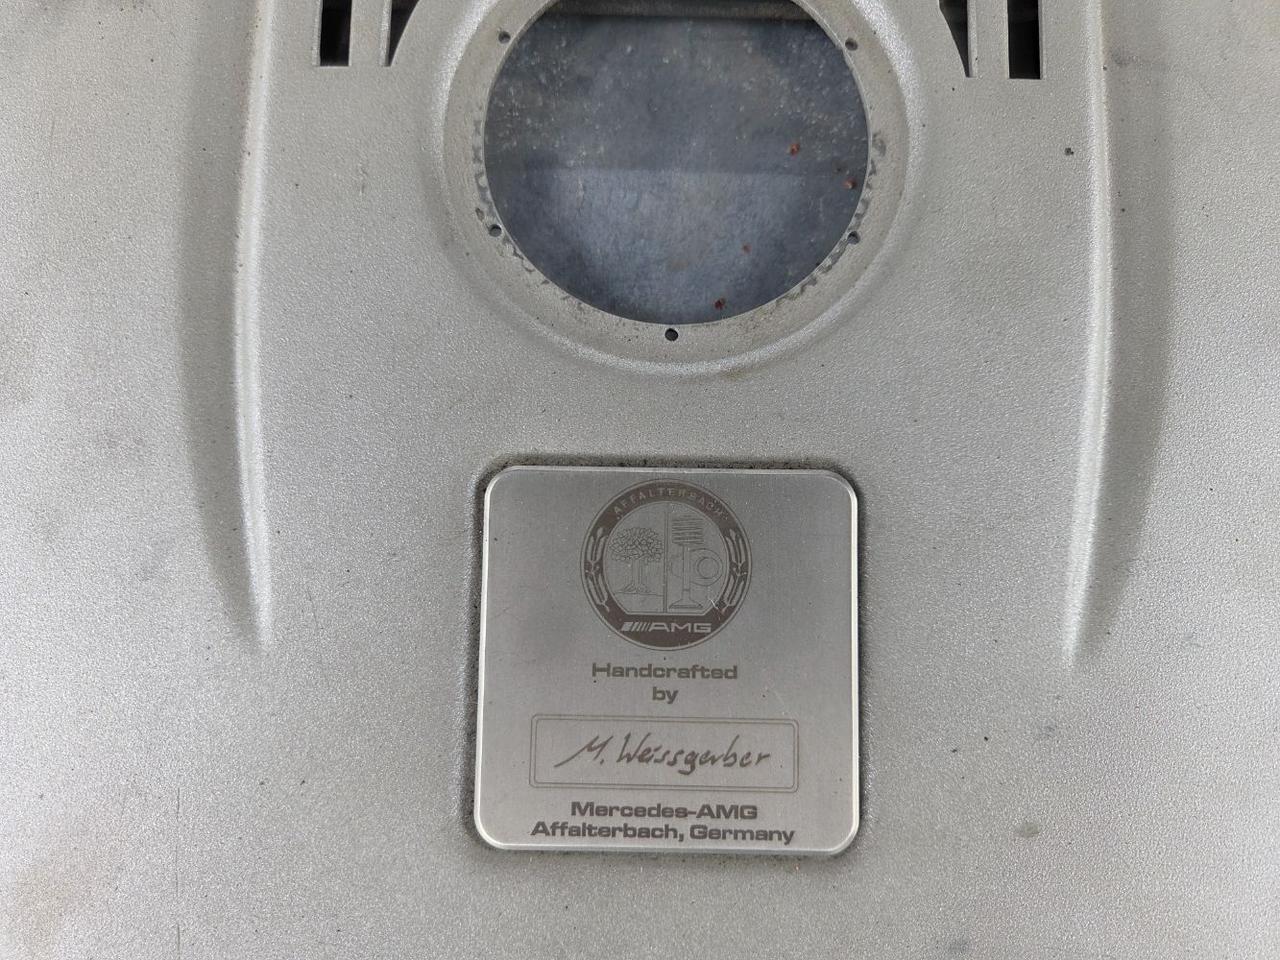 AFFALTERBACH
AMG
Handcrafted
by
M. Weissgerber
Mercedes-AMG
Affalterbach, Germany